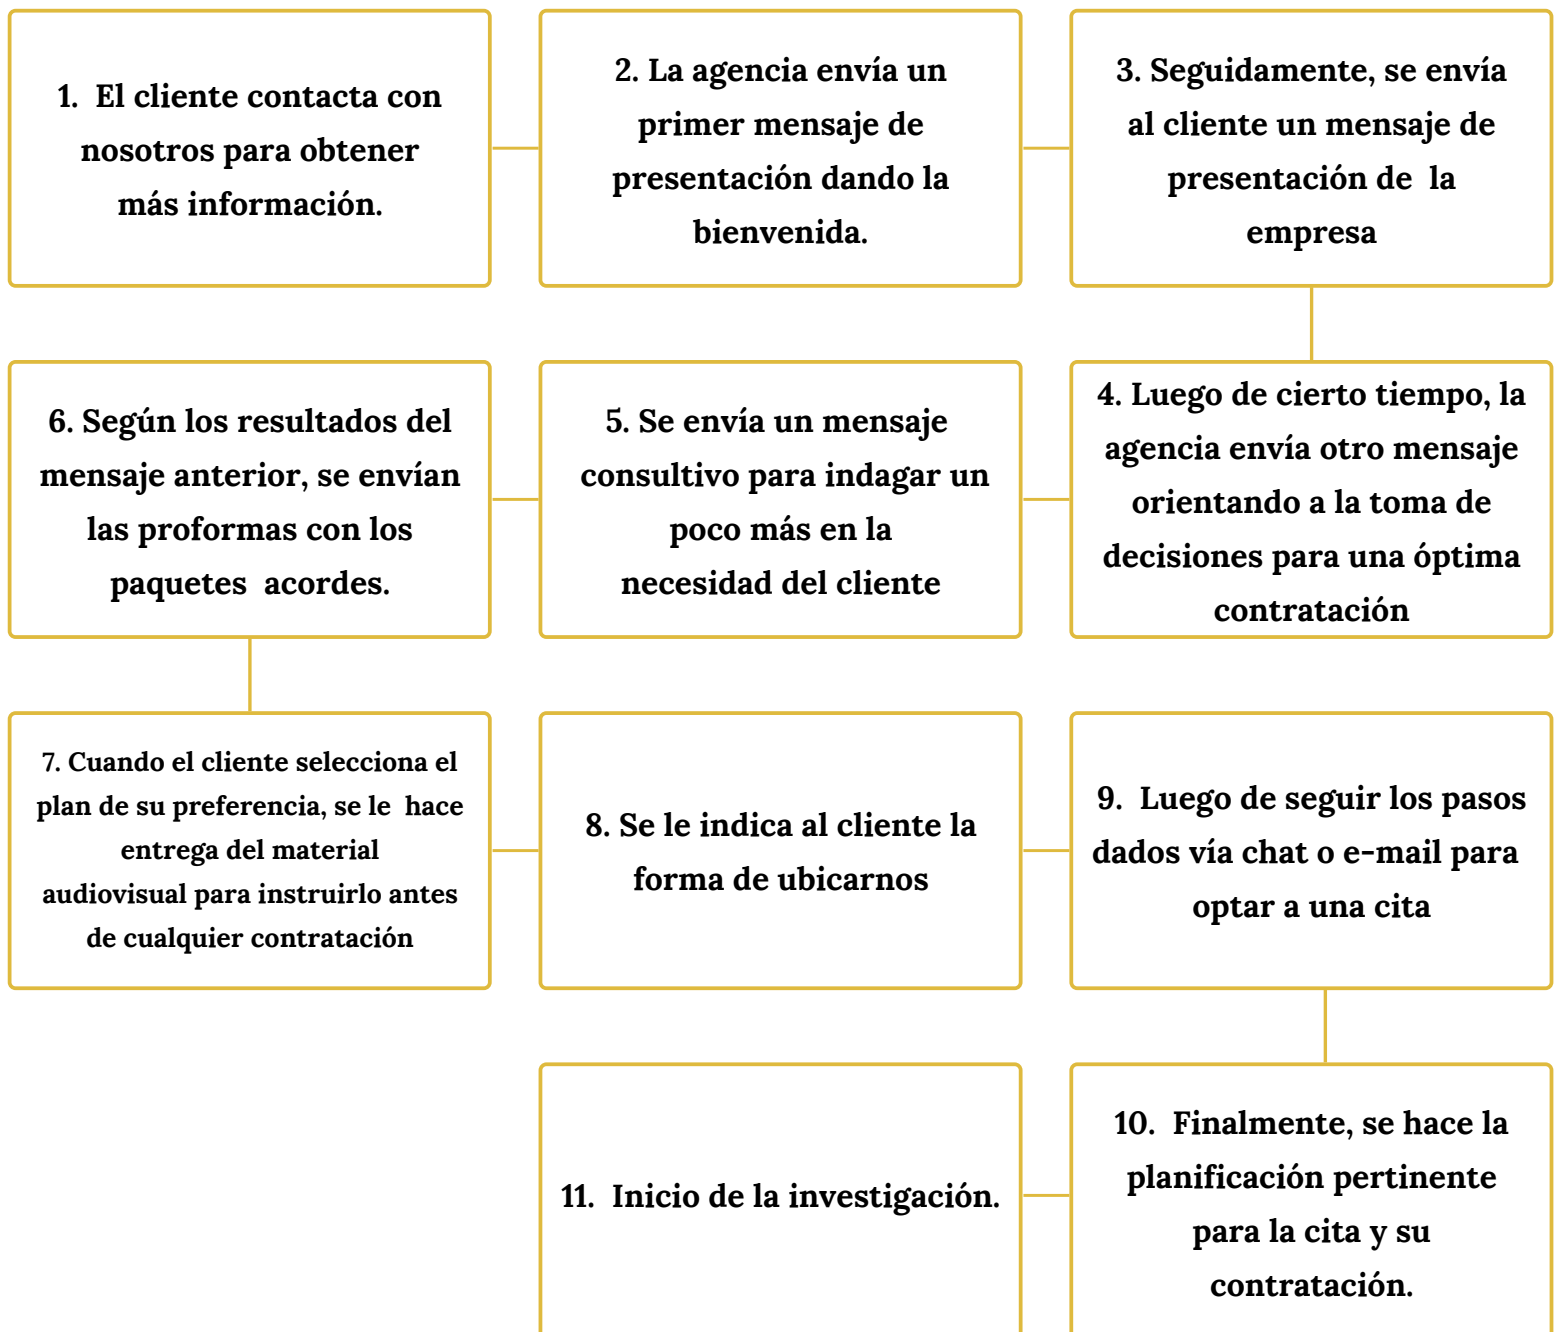 1. El cliente contacta con
nosotros para obtener
más información.
2. La agencia envía un
primer mensaje de
presentación dando la
bienvenida.
3. Seguidamente, se envía
al cliente un mensaje de
presentación de la
empresa
4. Luego de cierto tiempo, la
agencia envía otro mensaje
orientando a la toma de
decisiones para una óptima
contratación
5. Se envía un mensaje
consultivo para indagar un
poco más en la
necesidad del cliente
6. Según los resultados del
mensaje anterior, se envían
las proformas con los
paquetes acordes.
7. Cuando el cliente selecciona el
plan de su preferencia, se le hace
entrega del material
audiovisual para instruirlo antes
de cualquier contratación
8. Se le indica al cliente la
forma de ubicarnos
9. Luego de seguir los pasos
dados vía chat o e-mail para
optar a una cita
10. Finalmente, se hace la
planificación pertinente
para la cita y su
contratación.
11. Inicio de la investigación.